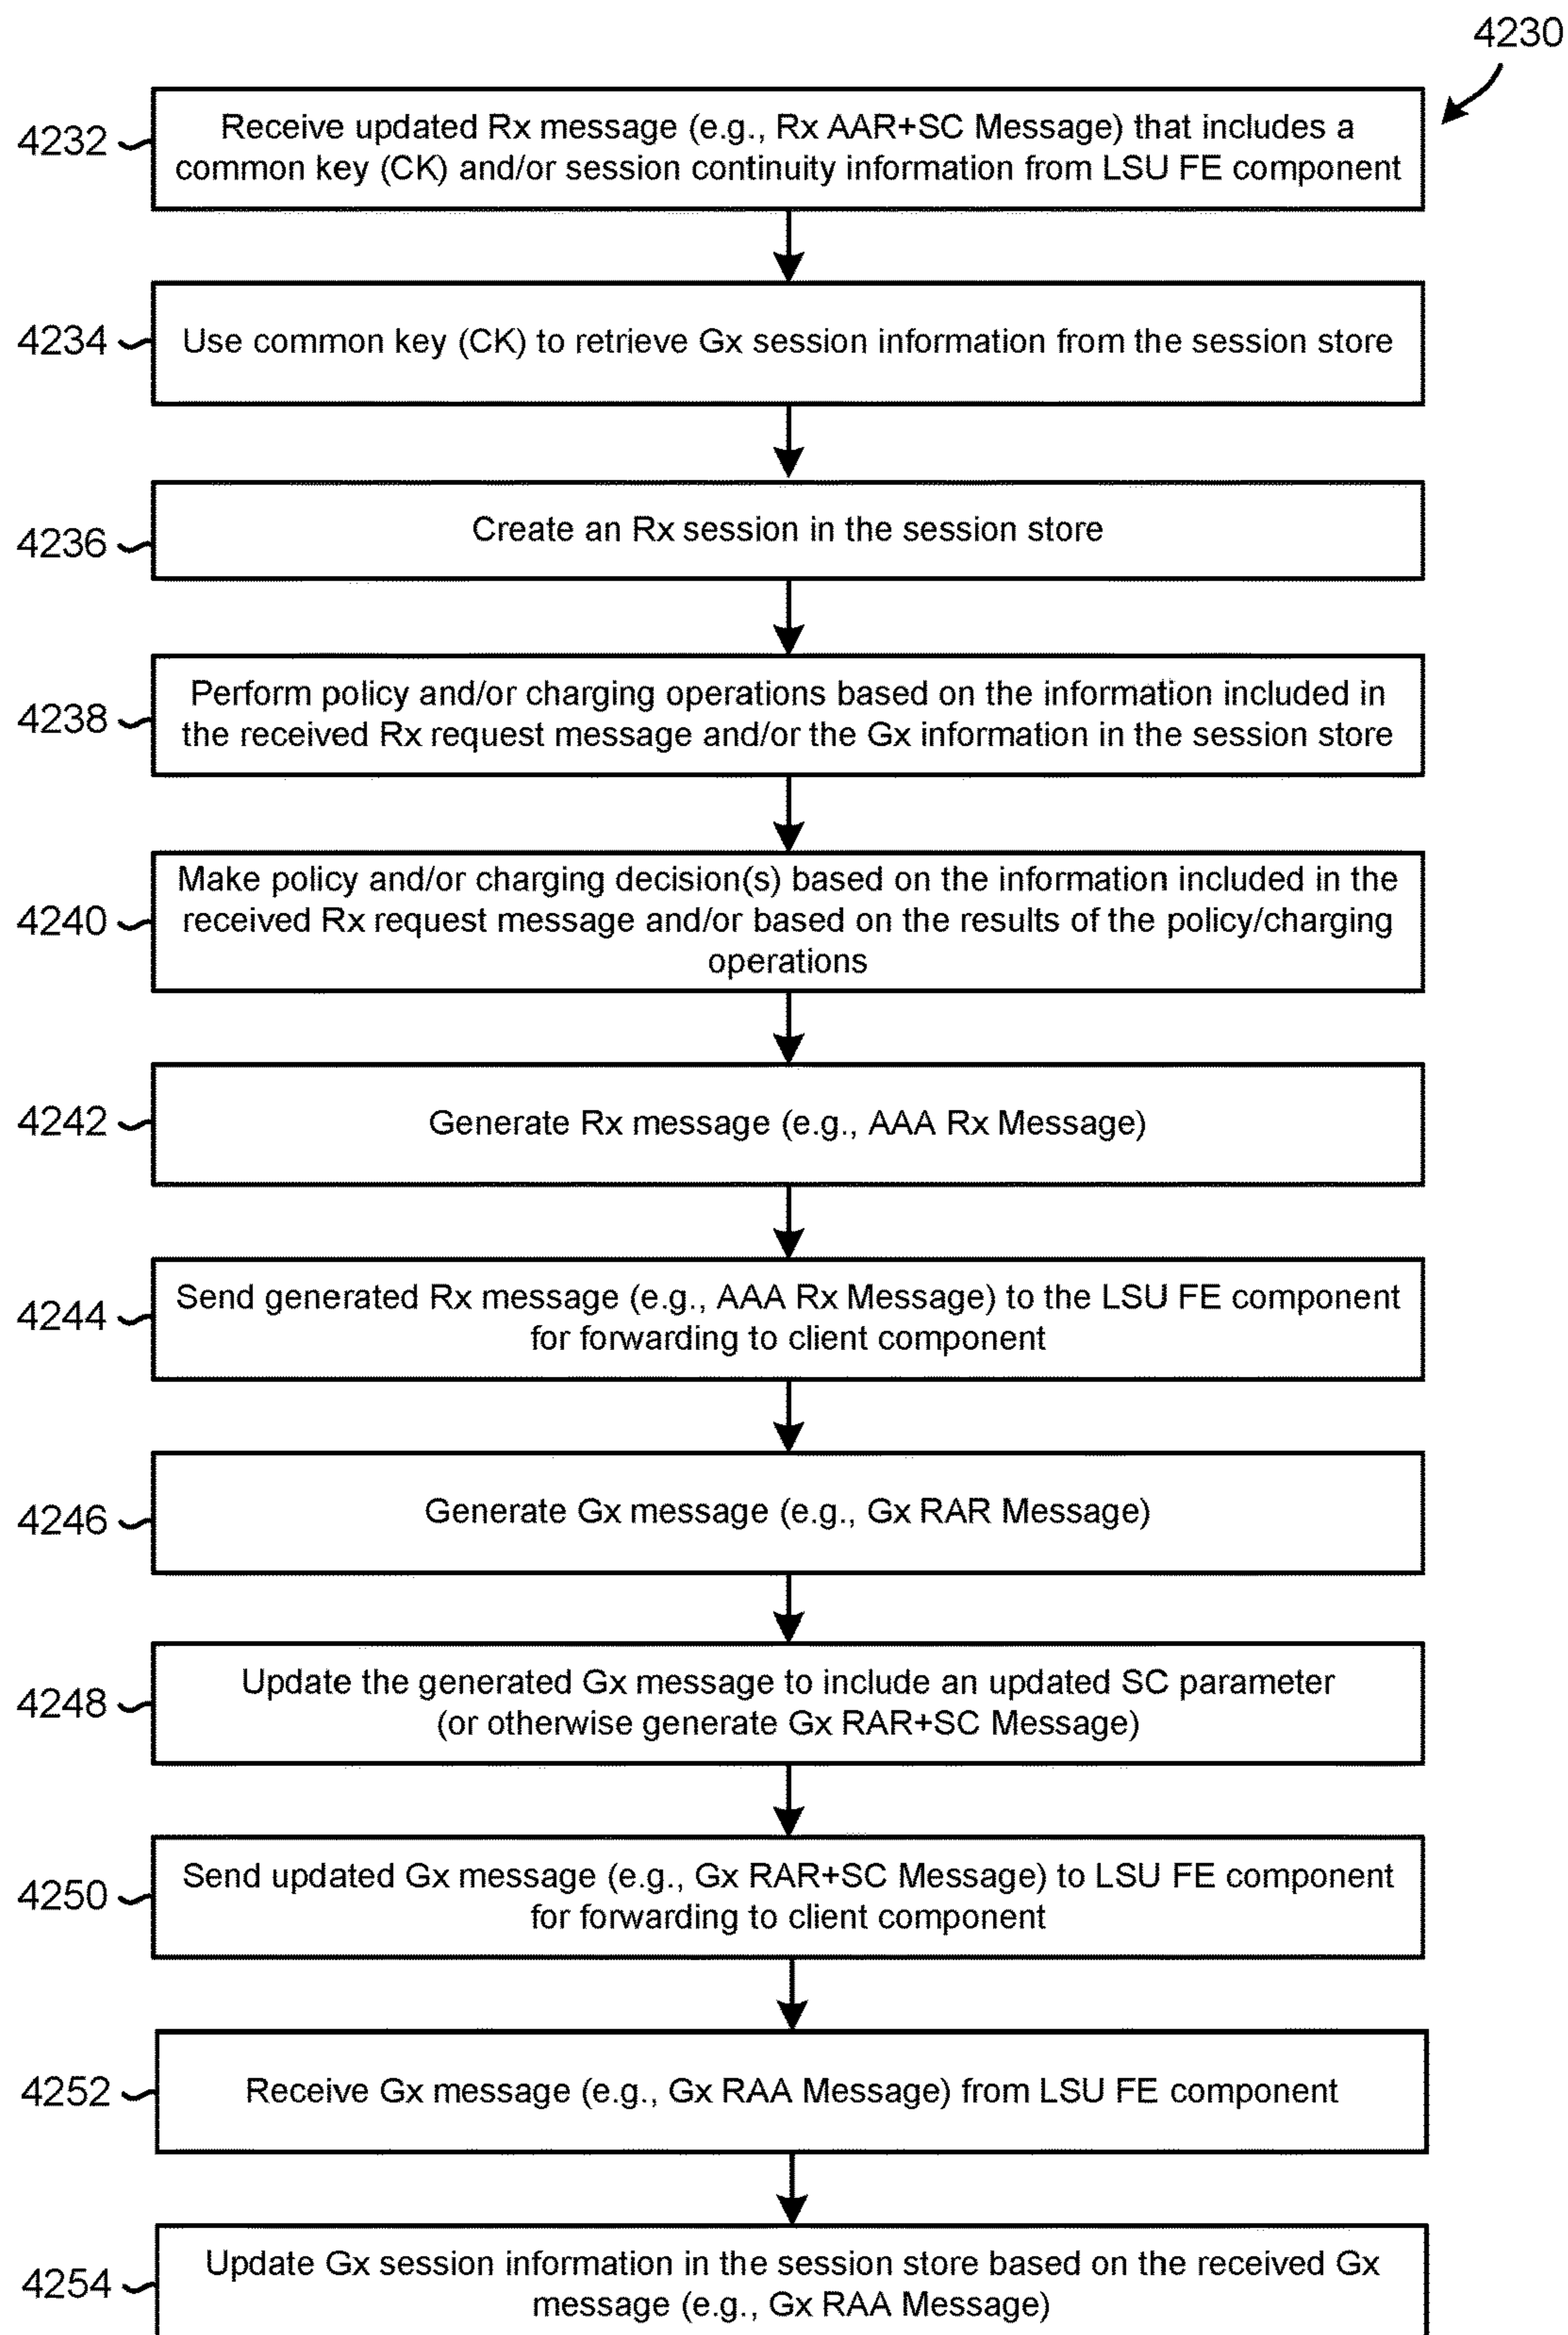 4230
4232
Receive updated Rx message (e.g., Rx AAR+SC Message) that includes a
common key (CK) and/or session continuity information from LSU FE component
4234
Use common key (CK) to retrieve Gx session information from the session store
4236
Create an Rx session in the session store
4238
Perform policy and/or charging operations based on the information included in
the received Rx request message and/or the Gx information in the session store
4240
Make policy and/or charging decision(s) based on the information included in the
received Rx request message and/or based on the results of the policy/charging
operations
4242
Generate Rx message (e.g., AAA Rx Message)
4244
Send generated Rx message (e.g., AAA Rx Message) to the LSU FE component
for forwarding to client component
4246
Generate Gx message (e.g., Gx RAR Message)
4248
Update the generated Gx message to include an updated SC parameter
(or otherwise generate Gx RAR+SC Message)
4250
Send updated Gx message (e.g., Gx RAR+SC Message) to LSU FE component
for forwarding to client component
4252
Receive Gx message (e.g., Gx RAA Message) from LSU FE component
4254
Update Gx session information in the session store based on the received Gx
message (e.g., Gx RAA Message)